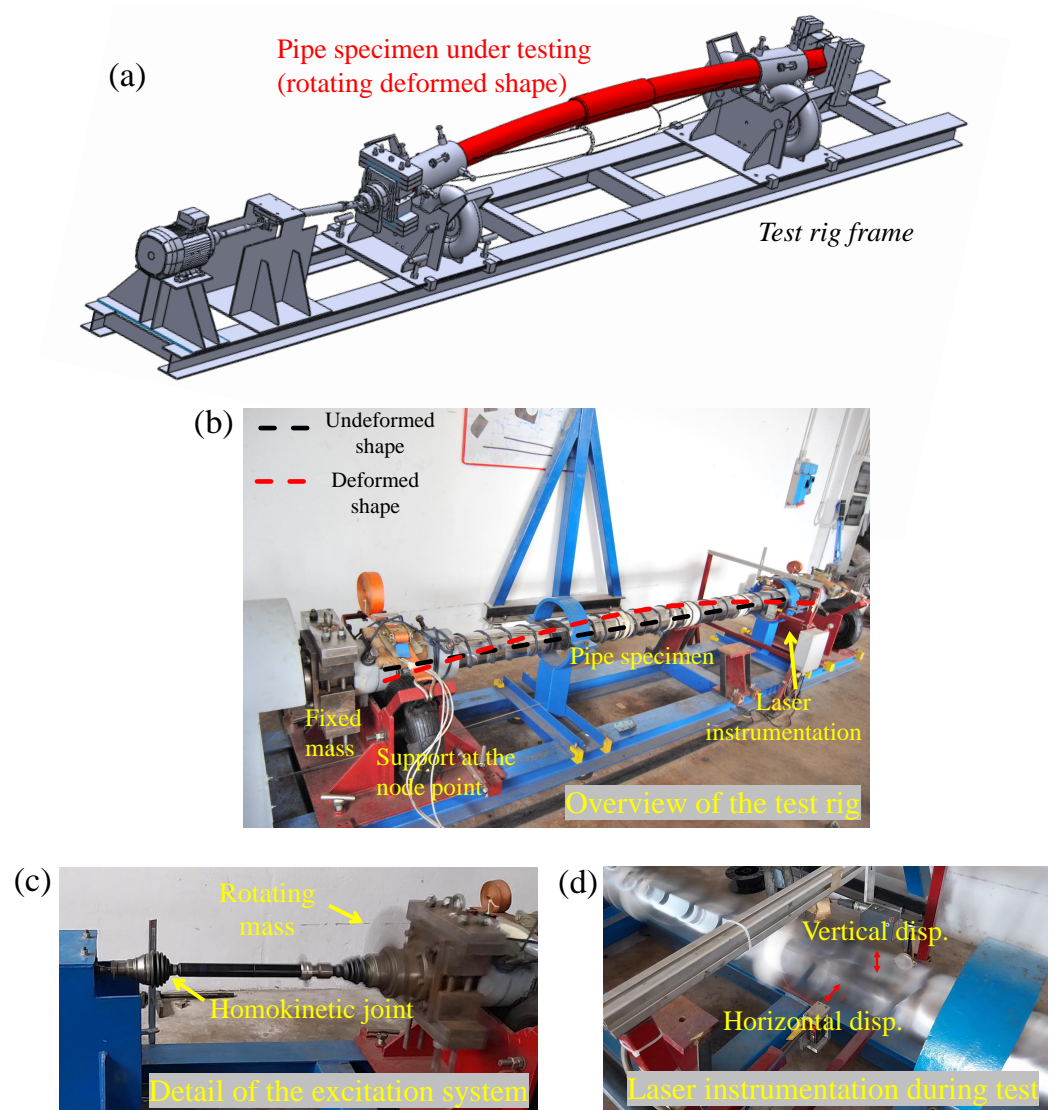 (a)
Pipe specimen under testing
(rotating deformed shape)
Test rig frame
(b)
Undeformed
shape
Deformed
shape
Pipe specimen
Laser
instrumentation
Fixed
mass
Support at the
node point
Overview of the test rig
(c)
Rotating
mass
Homokinetic joint
Detail of the excitation system
(d)
Vertical disp.
Horizontal disp.
Laser instrumentation during test